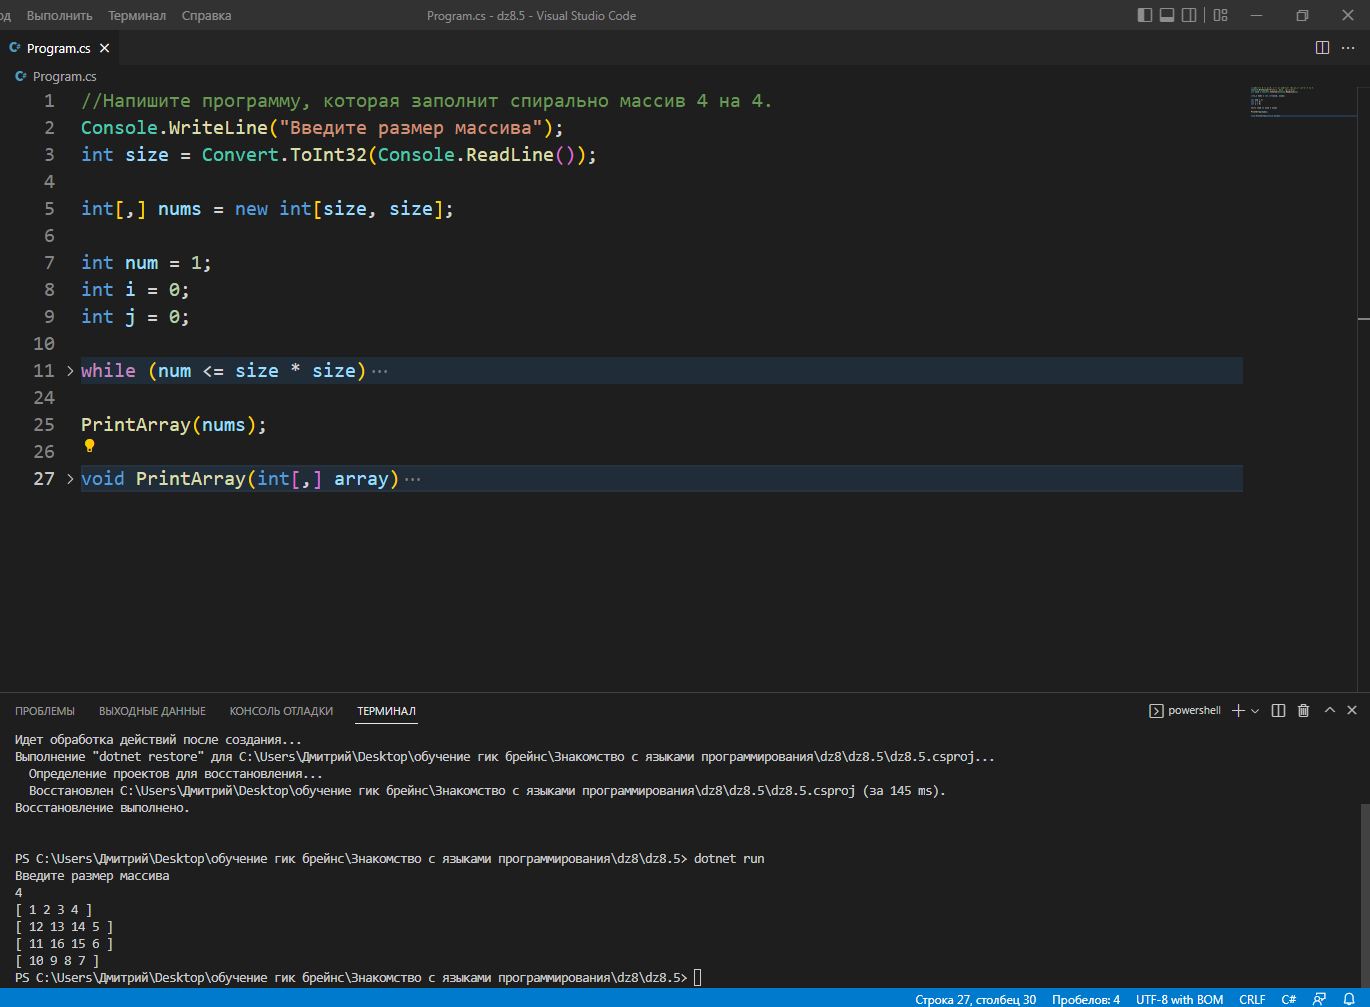 Выполнить Терминал Справка Program.cs - dz8.5 - Visual Studio Code
Program.cs
Program.cs
1 //Напишите программу, которая заполнит спирально массив 4 на 4.
2 Console.WriteLine("Введите размер массива");
3 int size = Convert.ToInt32(Console.ReadLine());
4
5 int[,] nums = new int[size, size];
6
7 int num = 1;
8 int i = 0;
9 int j = 0;
10
11 while (num <= size * size)···
24
25 PrintArray(nums);
26
27 void PrintArray(int[,] array)···
ПРОБЛЕМЫ ВЫХОДНЫЕ ДАННЫЕ КОНСОЛЬ ОТЛАДКИ ТЕРМИНАЛ powershell
Идет обработка действий после создания...
Выполнение "dotnet restore" для C:\Users\Дмитрий\Desktop\обучение гик брейнс\Знакомство с языками программирования\dz8\dz8.5\dz8.5.csproj...
Определение проектов для восстановления...
Восстановлен C:\Users\Дмитрий\Desktop\обучение гик брейнс\Знакомство с языками программирования\dz8\dz8.5\dz8.5.csproj (за 145 ms).
Восстановление выполнено.
PS C:\Users\Дмитрий\Desktop\обучение гик брейнс\Знакомство с языками программирования\dz8\dz8.5> dotnet run
Введите размер массива
4
[ 1 2 3 4 ]
[ 12 13 14 5 ]
[ 11 16 15 6 ]
[ 10 9 8 7 ]
PS C:\Users\Дмитрий\Desktop\обучение гик брейнс\Знакомство с языками программирования\dz8\dz8.5>
Строка 27, столбец 30 Пробелов: 4 UTF-8 with BOM CRLF C#